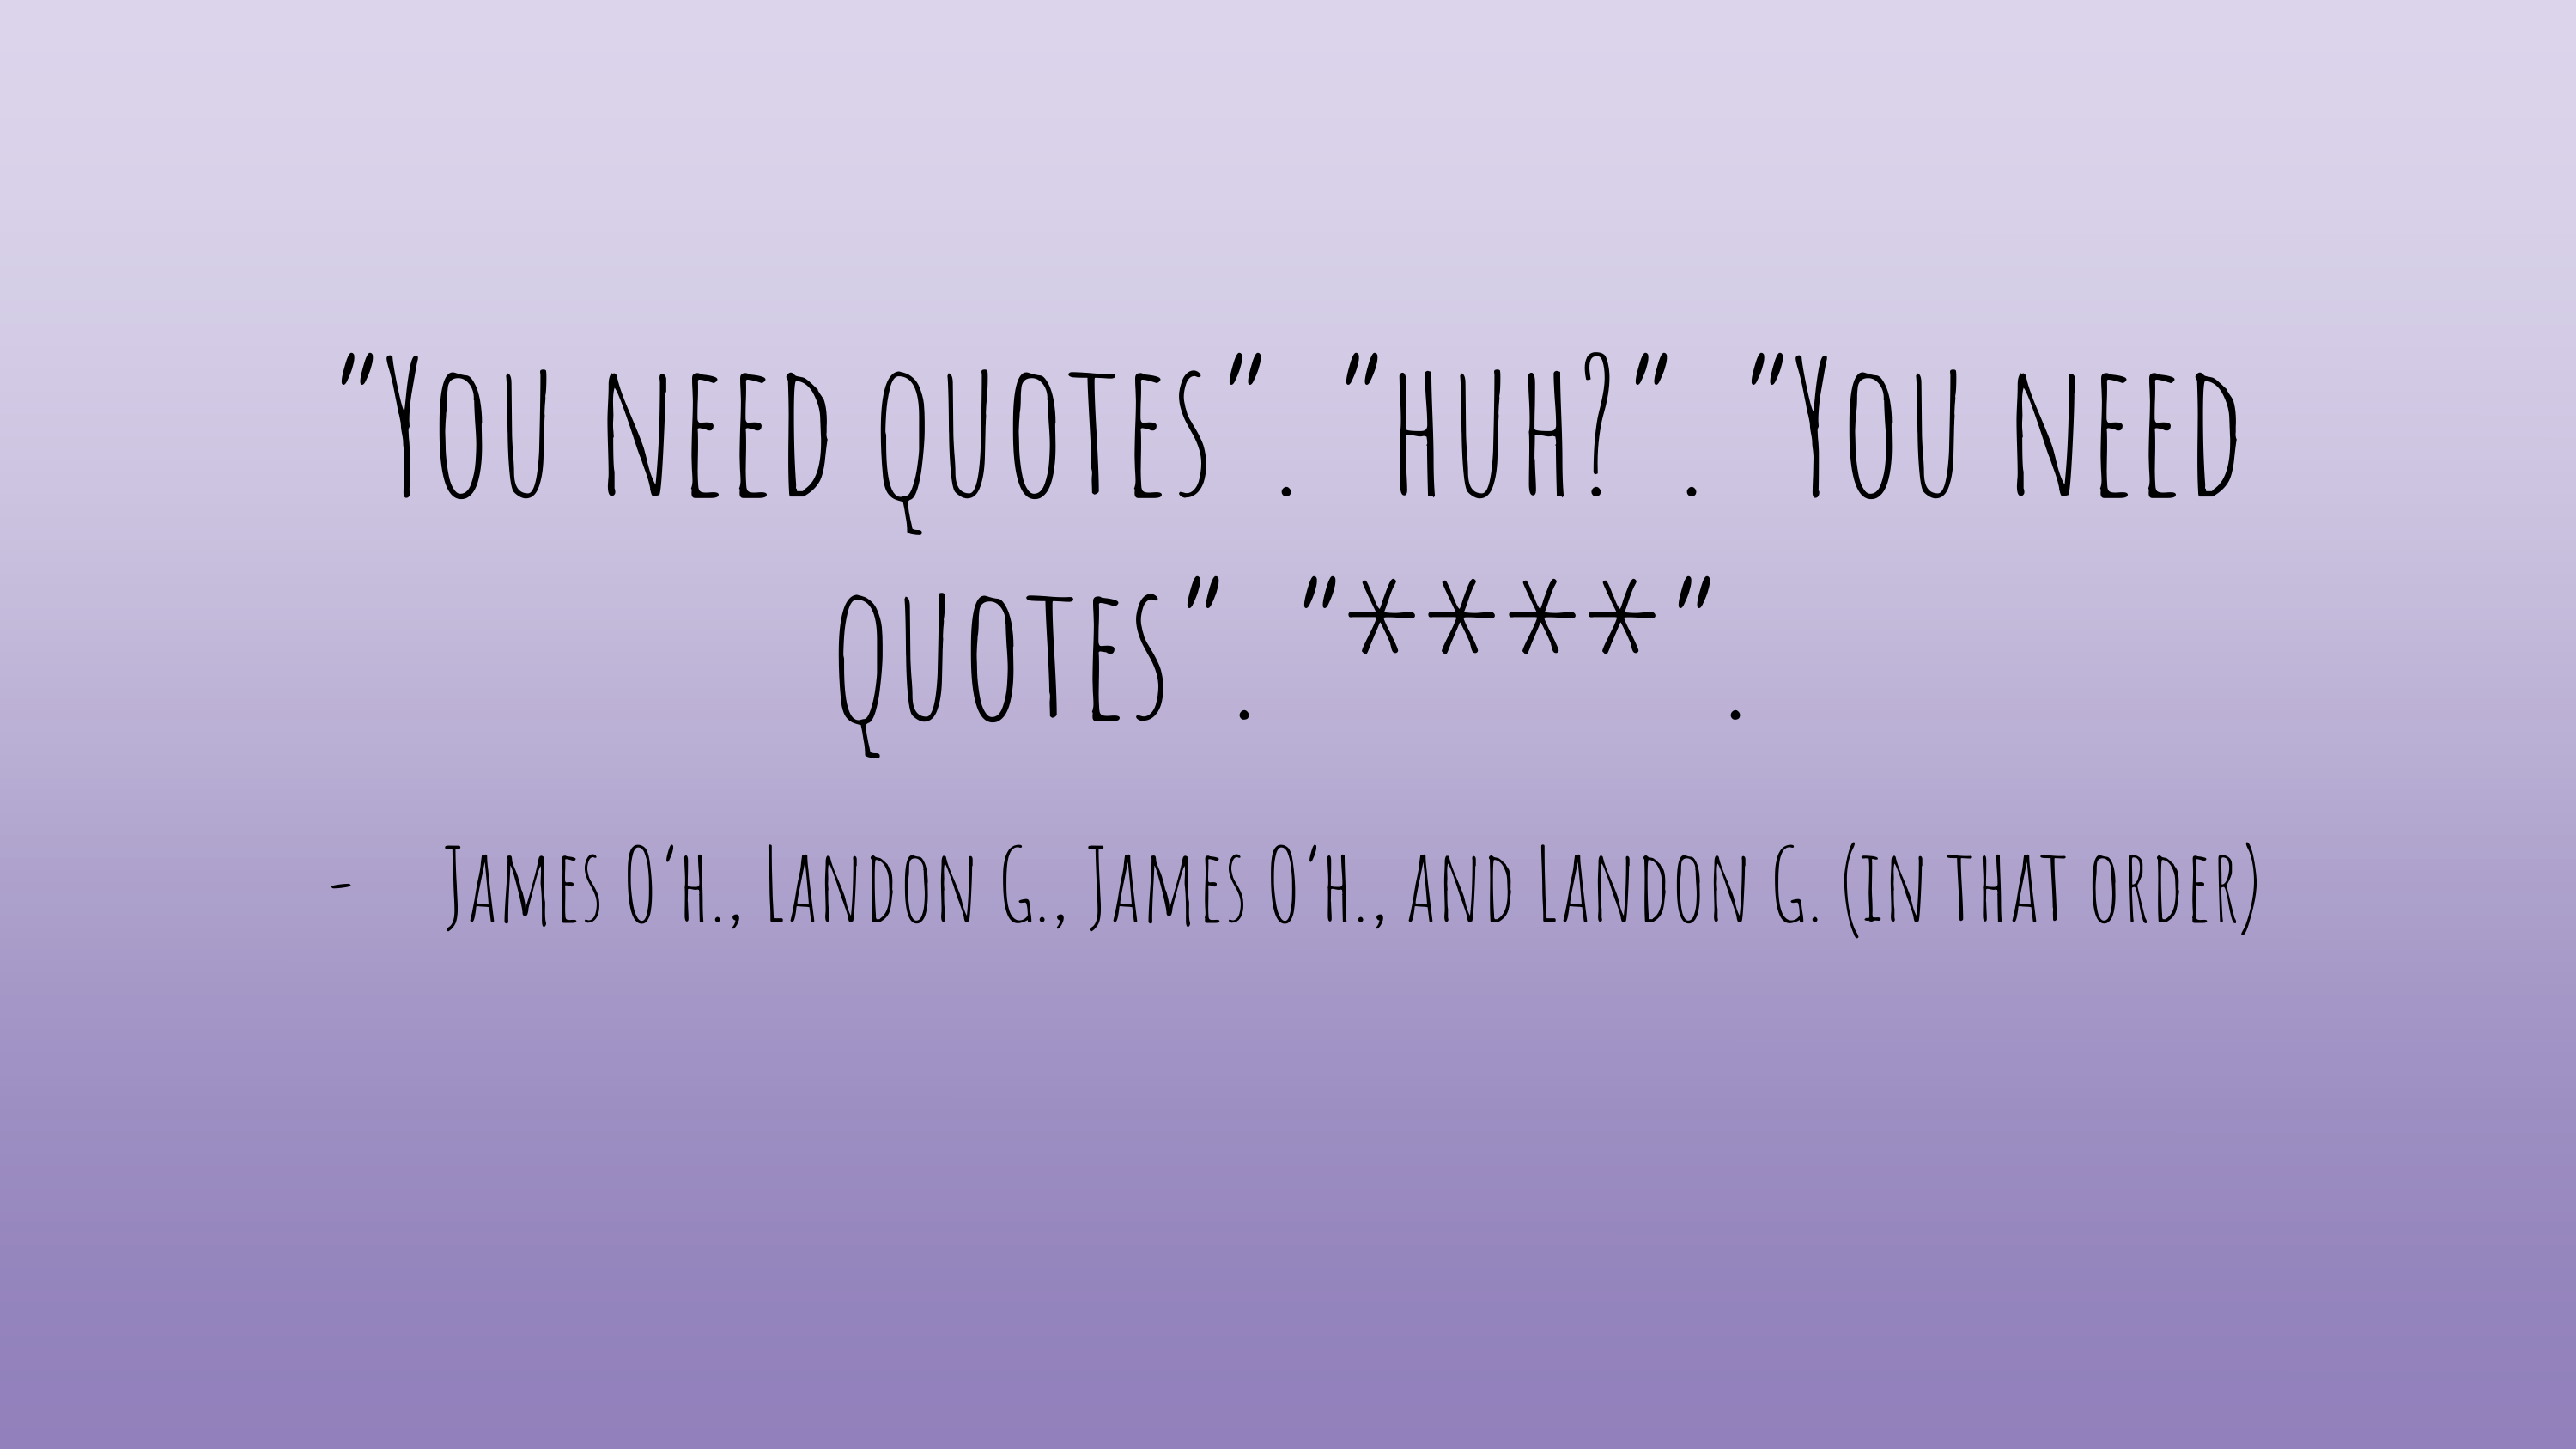 "You need quotes". "huh?". "You need
quotes". "****".
- James O'h., Landon G., James O'h., and Landon G. (in that order)